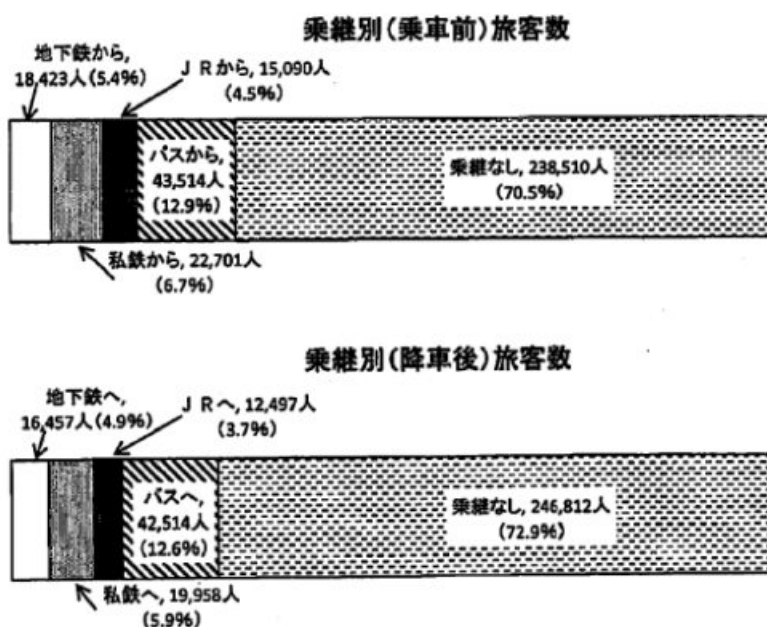 乗継別(乗車前)旅客数
地下鉄から,
18,423人(5.4%)
JRから, 15,090人
(4.5%)
バスから,
43,514人
(12.9%)
乗継なし, 238,510人
(70.5%)
私鉄から, 22,701人
(6.7%)
乗継別(降車後)旅客数
地下鉄へ,
16,457人(4.9%)
JRへ, 12,497人
(3.7%)
バスへ,
42,514人
(12.6%)
乗継なし, 246,812人
(72.9%)
私鉄へ, 19,958人
(5.9%)